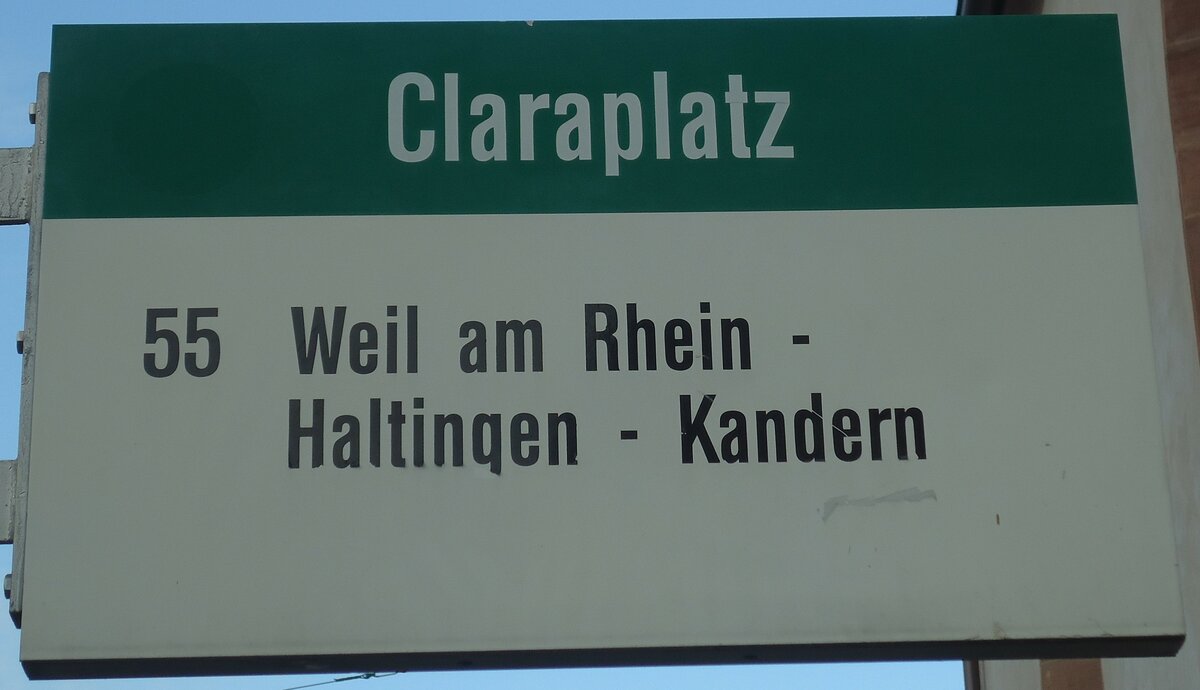 Claraplatz
55 Weil am Rhein -
Haltingen - Kandern